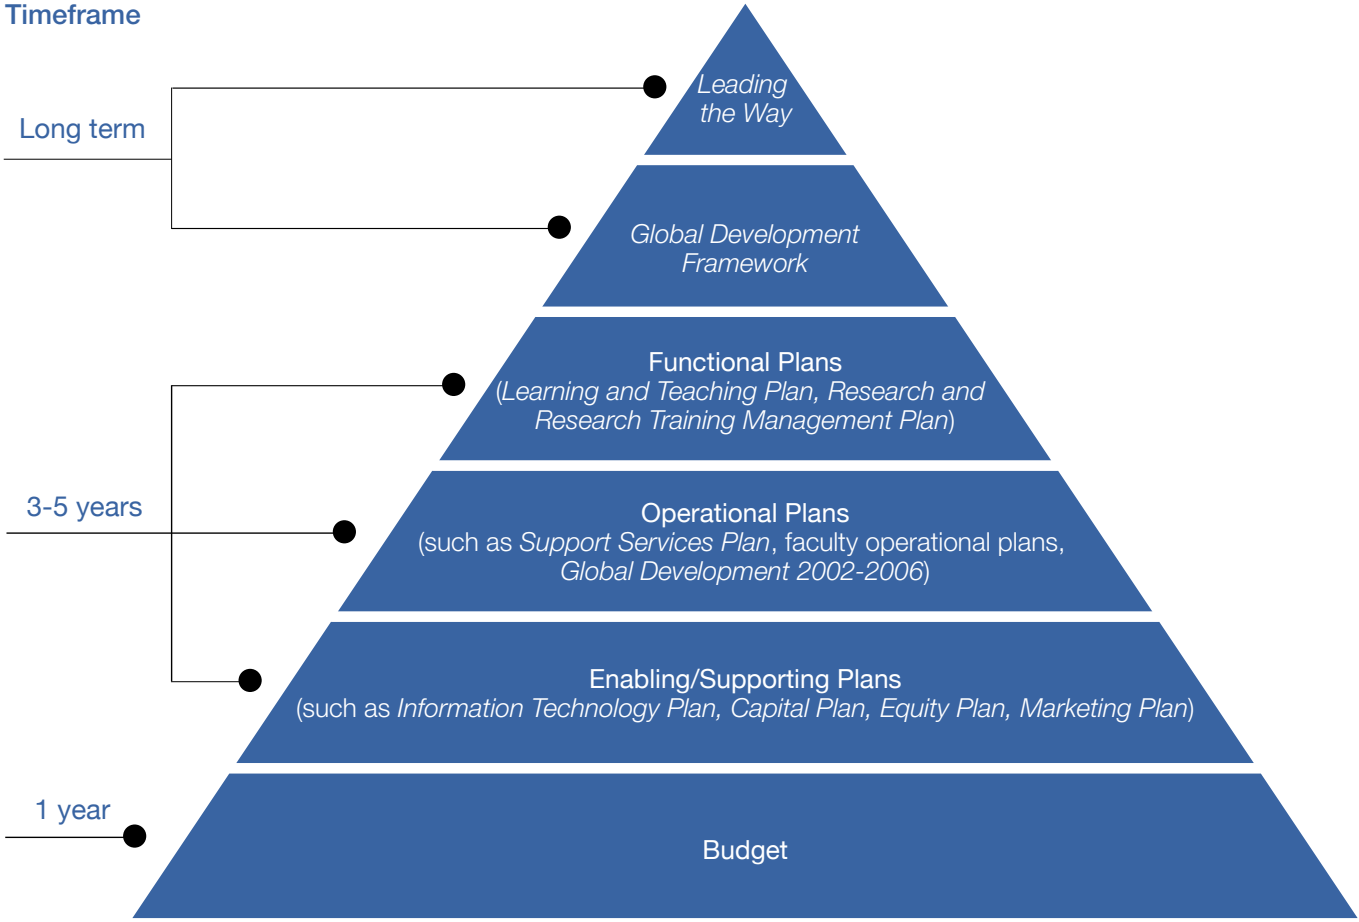 Timeframe
Leading
the Way
Long term
Global Development
Framework
Functional Plans
(Learning and Teaching Plan, Research and
Research Training Management Plan)
3-5 years
Operational Plans
(such as Support Services Plan, faculty operational plans,
Global Development 2002-2006)
Enabling/Supporting Plans
(such as Information Technology Plan, Capital Plan, Equity Plan, Marketing Plan)
1 year
Budget